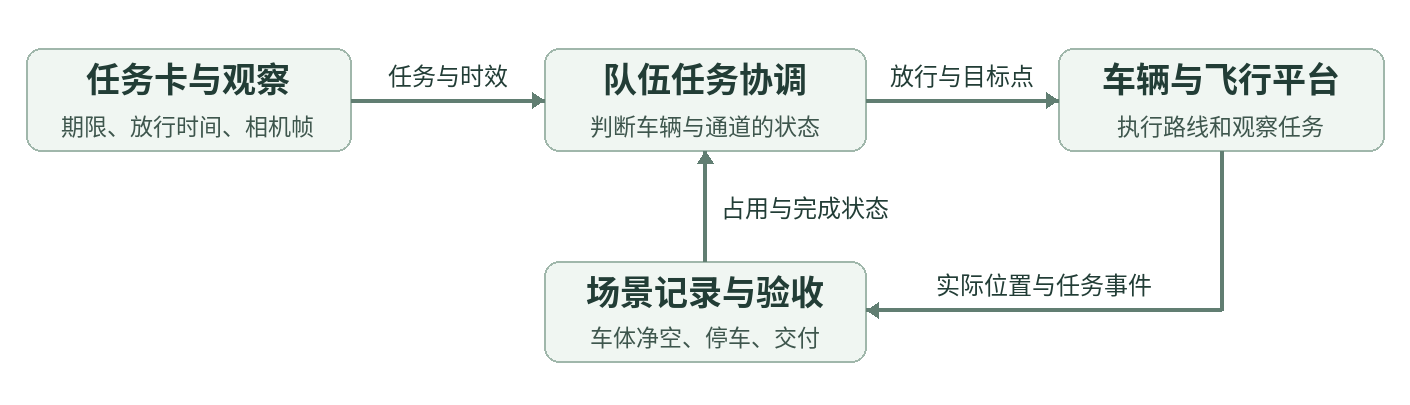 任务卡与观察
期限、放行时间、相机帧
任务与时效
队伍任务协调
判断车辆与通道的状态
放行与目标点
车辆与飞行平台
执行路线和观察任务
占用与完成状态
实际位置与任务事件
场景记录与验收
车体净空、停车、交付